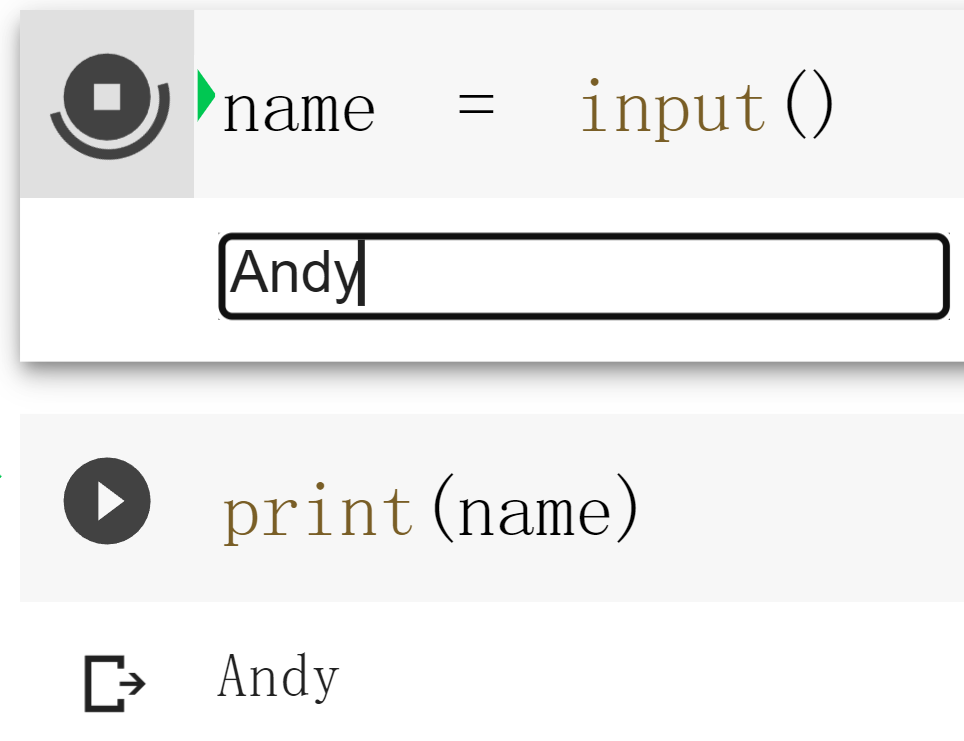 name = input()
Andy
print(name)
Andy